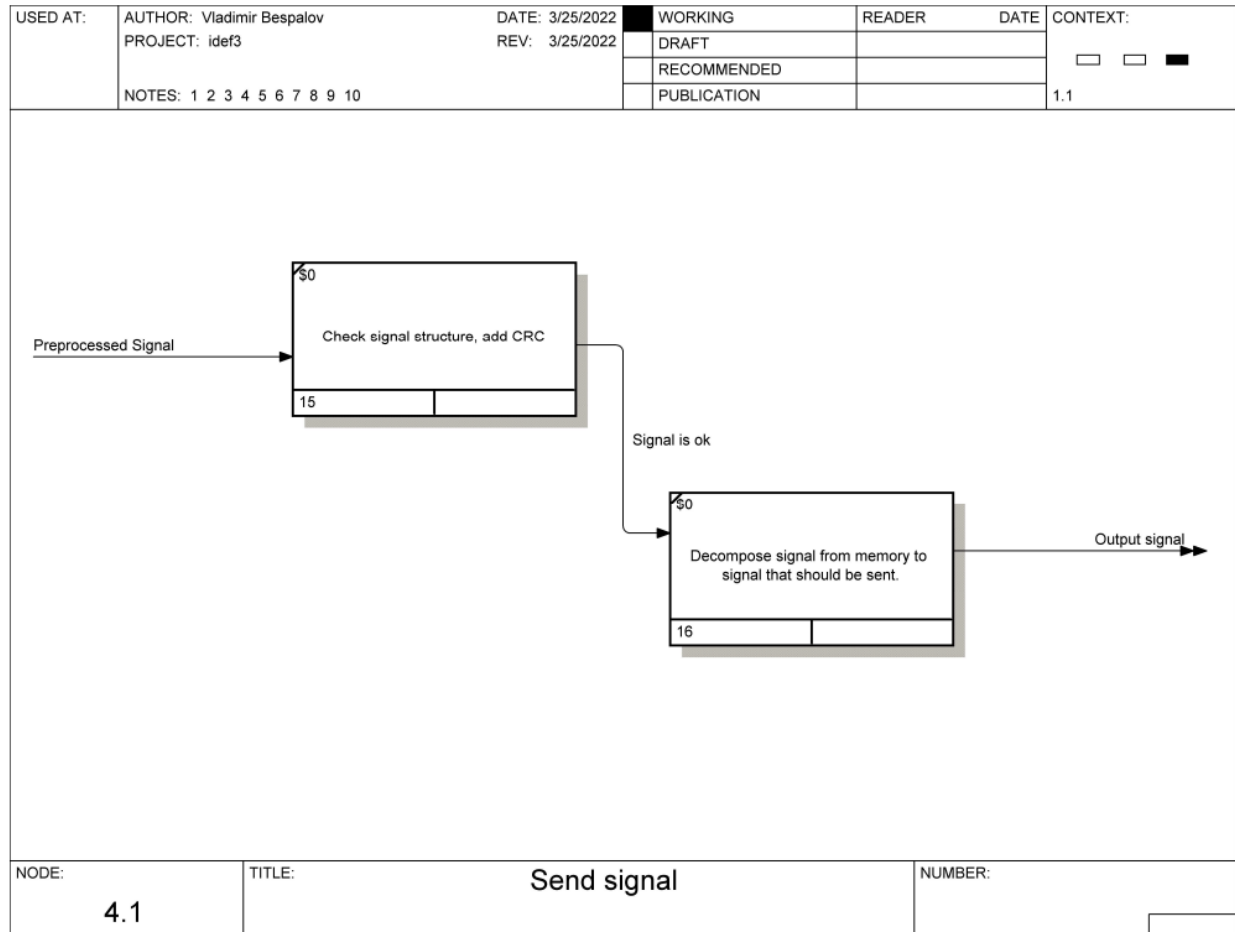 USED AT:
AUTHOR: Vladimir Bespalov
DATE: 3/25/2022
PROJECT: idef3
REV: 3/25/2022
NOTES: 1 2 3 4 5 6 7 8 9 10
WORKING
DRAFT
RECOMMENDED
PUBLICATION
READER DATE
CONTEXT:
1.1
Preprocessed Signal
$0
Check signal structure, add CRC
15
Signal is ok
$0
Decompose signal from memory to
signal that should be sent.
16
Output signal
NODE:
4.1
TITLE:
Send signal
NUMBER: